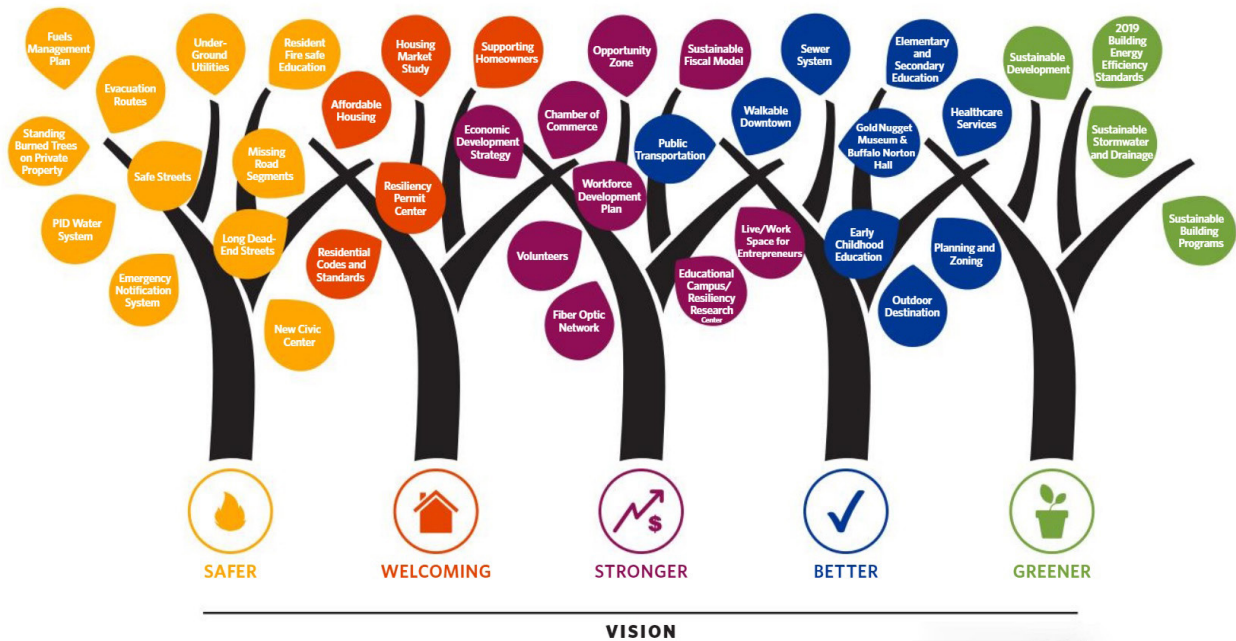 Fuels
Management
Plan
Under-
Ground
Utilities
Resident
Fire safe
Education
Evacuation
Routes
Standing
Burned Trees
on Private
Property
Safe Streets
Missing
Road
Segments
PID Water
System
Long Dead-
End Streets
Emergency
Notification
System
New Civic
Center
Housing
Market
Study
Supporting
Homeowners
Affordable
Housing
Resiliency
Permit
Center
Residential
Codes and
Standards
Opportunity
Zone
Sustainable
Fiscal Model
Economic
Development
Strategy
Chamber of
Commerce
Workforce
Development
Plan
Volunteers
Live/Work
Space for
Entrepreneurs
Fiber Optic
Network
Educational
Campus/
Resiliency
Research
Center
Sewer
System
Elementary
and
Secondary
Education
Public
Transportation
Walkable
Downtown
Gold Nugget
Museum &
Buffalo Norton
Hall
Healthcare
Services
Early
Childhood
Education
Planning and
Zoning
Outdoor
Destination
Sustainable
Development
2019
Building
Energy
Efficiency
Standards
Sustainable
Stormwater
and Drainage
Sustainable
Building
Programs
$
SAFER
WELCOMING
STRONGER
BETTER
GREENER
VISION